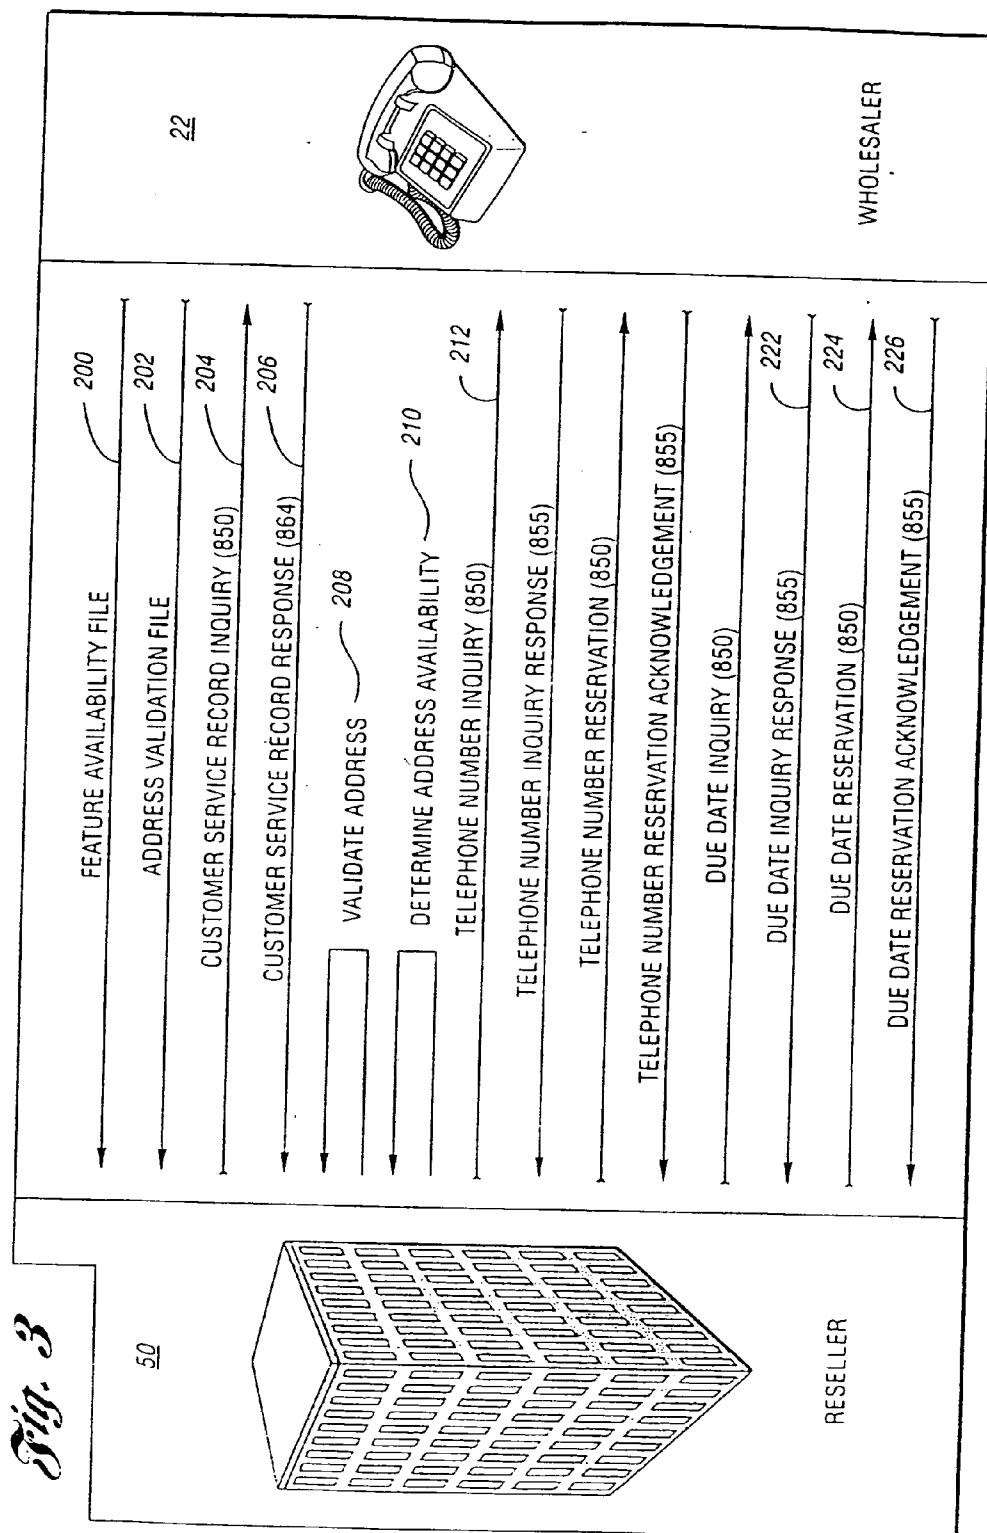 Fig. 3
50
RESELLER
22
WHOLESALER
FEATURE AVAILABILITY FILE
200
ADDRESS VALIDATION FILE
202
CUSTOMER SERVICE RECORD INQUIRY (850)
204
CUSTOMER SERVICE RECORD RESPONSE (864)
206
VALIDATE ADDRESS
208
DETERMINE ADDRESS AVAILABILITY
210
TELEPHONE NUMBER INQUIRY (850)
212
TELEPHONE NUMBER INQUIRY RESPONSE (855)
TELEPHONE NUMBER RESERVATION (850)
TELEPHONE NUMBER RESERVATION ACKNOWLEDGEMENT (855)
DUE DATE INQUIRY (850)
DUE DATE INQUIRY RESPONSE (855)
222
DUE DATE RESERVATION (850)
224
DUE DATE RESERVATION ACKNOWLEDGEMENT (855)
226